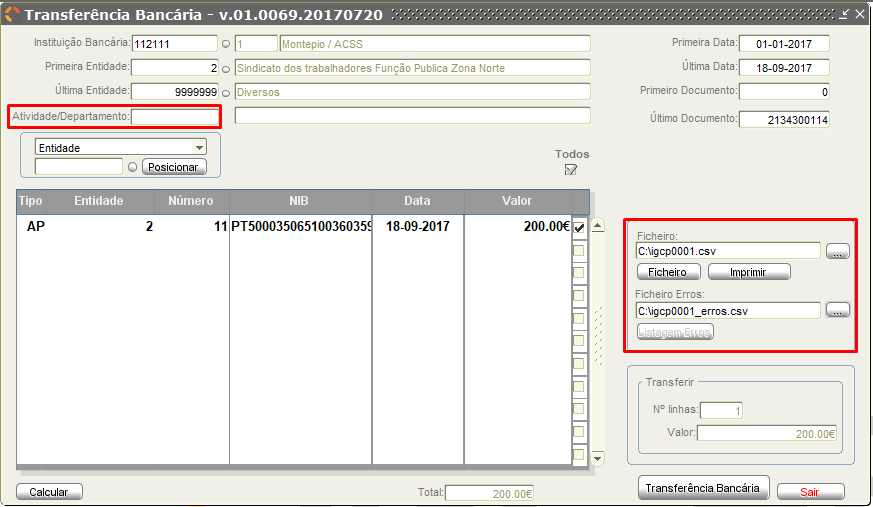 Transferência Bancária - v.01.0069.20170720
Instituição Bancária: 112111 1 Montepio / ACSS Primeira Data: 01-01-2017
Primeira Entidade: 2 Sindicato dos trabalhadores Função Publica Zona Norte Última Data: 18-09-2017
Última Entidade: 9999999 Diversos Primeiro Documento: 0
Atividade/Departamento: Último Documento: 2134300114
Entidade
Posicionar
Todos
Tipo Entidade Número NIB Data Valor
AP 2 11 PT500035065100360359 18-09-2017 200.00€
Ficheiro:
C:\igcp0001.csv ...
Ficheiro Imprimir
Ficheiro Erros:
C:\igcp0001_erros.csv ...
Listagem Erros
Transferir
Nº linhas: 1
Valor: 200.00€
Calcular Total: 200.00€ Transferência Bancária Sair